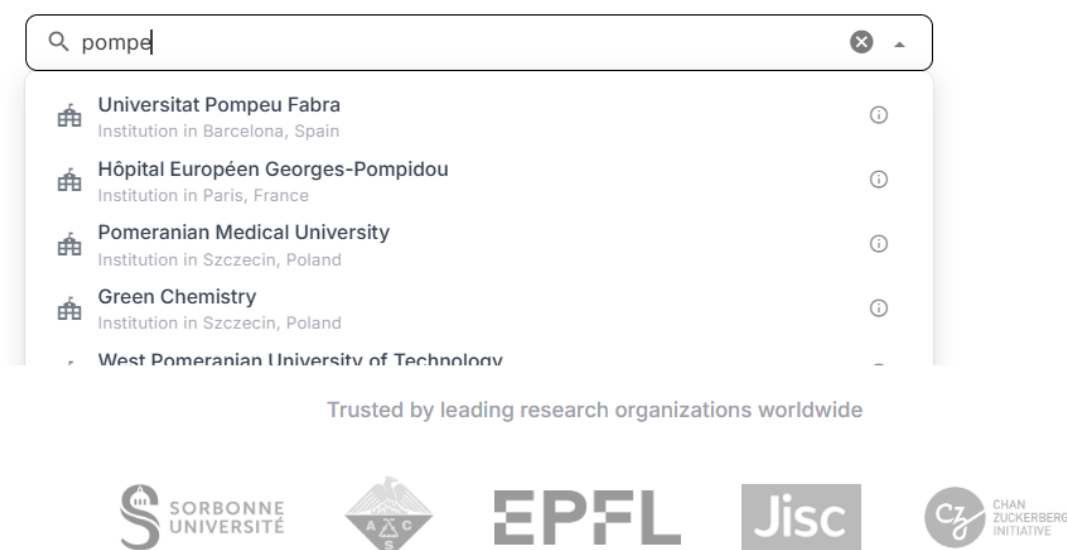 pompe
Universitat Pompeu Fabra
Institution in Barcelona, Spain
Hôpital Européen Georges-Pompidou
Institution in Paris, France
Pomeranian Medical University
Institution in Szczecin, Poland
Green Chemistry
Institution in Szczecin, Poland
West Pomeranian University of Technology
Trusted by leading research organizations worldwide
SORBONNE
UNIVERSITÉ
A Z C
S
EPFL
Jisc
CZ
CHAN
ZUCKERBERG
INITIATIVE